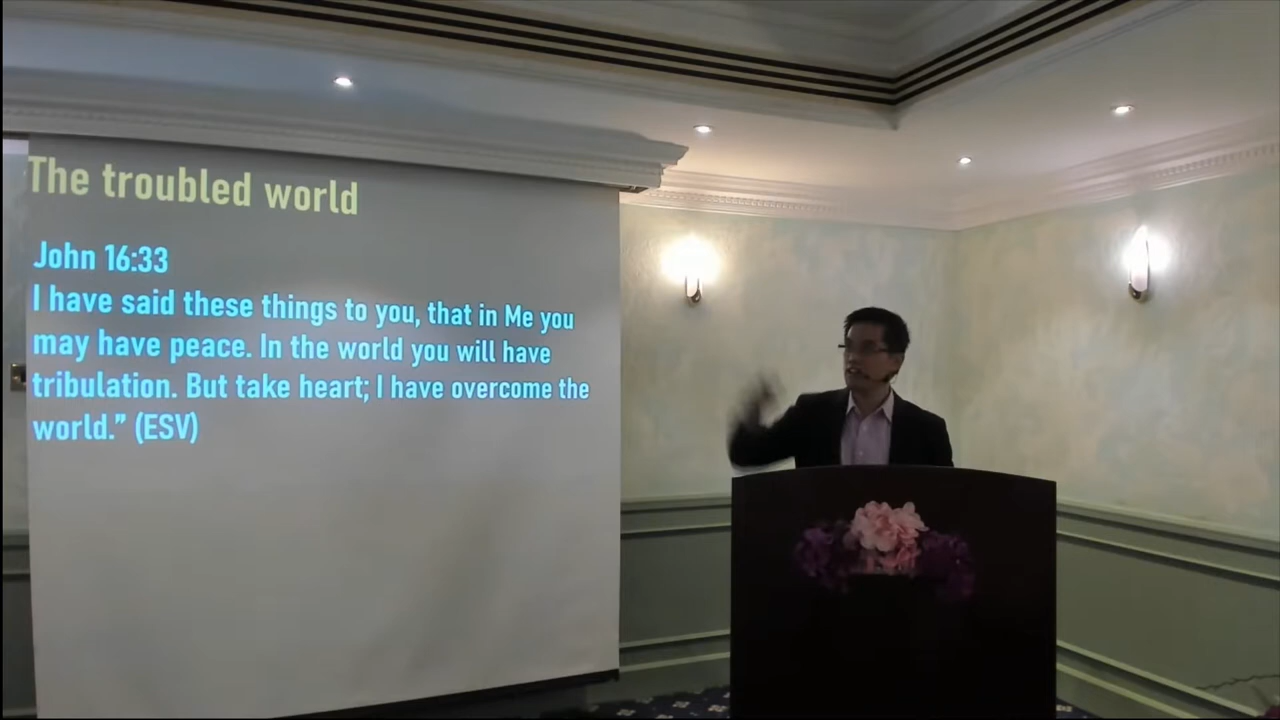 The troubled world
John 16:33
I have said these things to you, that in Me you
may have peace. In the world you will have
tribulation. But take heart; I have overcome the
world.” (ESV)